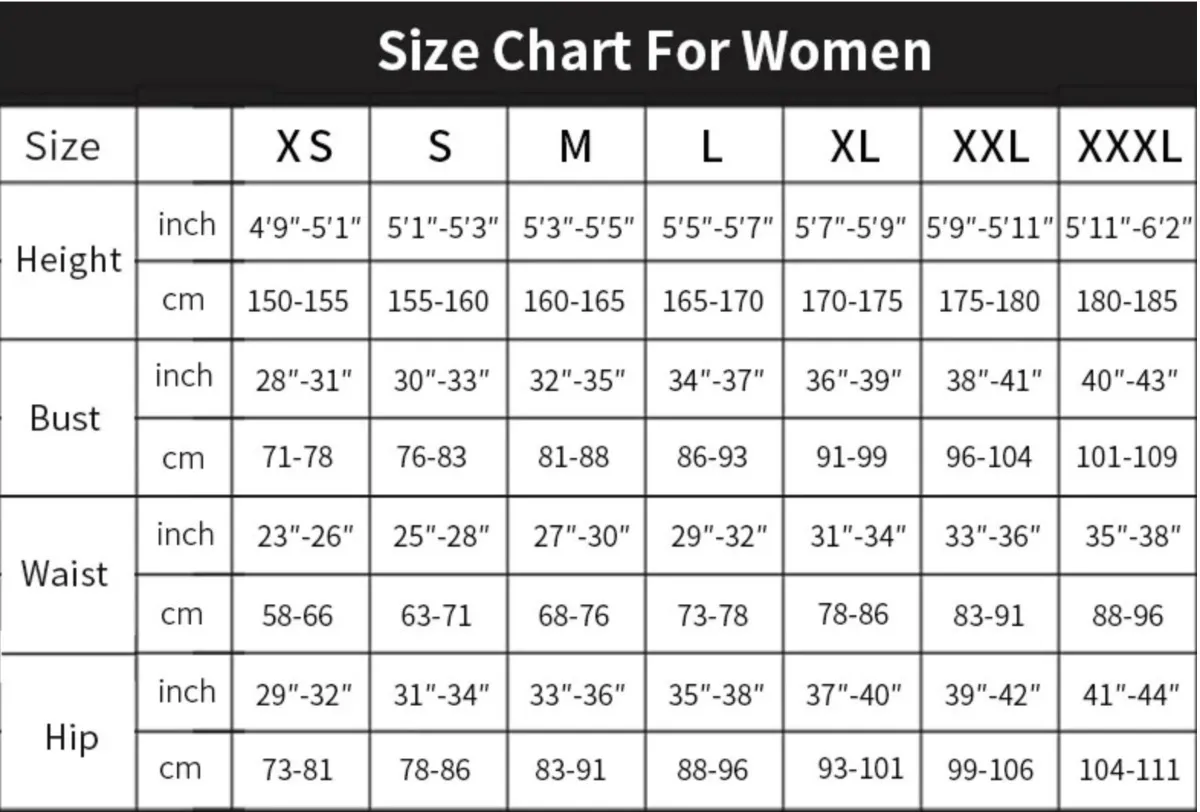 Size Chart For Women
Size XS S M L XL XXL XXXL
Height
inch 4'9"-5'1" 5'1"-5'3" 5'3"-5'5" 5'5"-5'7" 5'7"-5'9" 5'9"-5'11" 5'11"-6'2"
cm 150-155 155-160 160-165 165-170 170-175 175-180 180-185
Bust
inch 28"-31" 30"-33" 32"-35" 34"-37" 36"-39" 38"-41" 40"-43"
cm 71-78 76-83 81-88 86-93 91-99 96-104 101-109
Waist
inch 23"-26" 25"-28" 27"-30" 29"-32" 31"-34" 33"-36" 35"-38"
cm 58-66 63-71 68-76 73-78 78-86 83-91 88-96
Hip
inch 29"-32" 31"-34" 33"-36" 35"-38" 37"-40" 39"-42" 41"-44"
cm 73-81 78-86 83-91 88-96 93-101 99-106 104-111